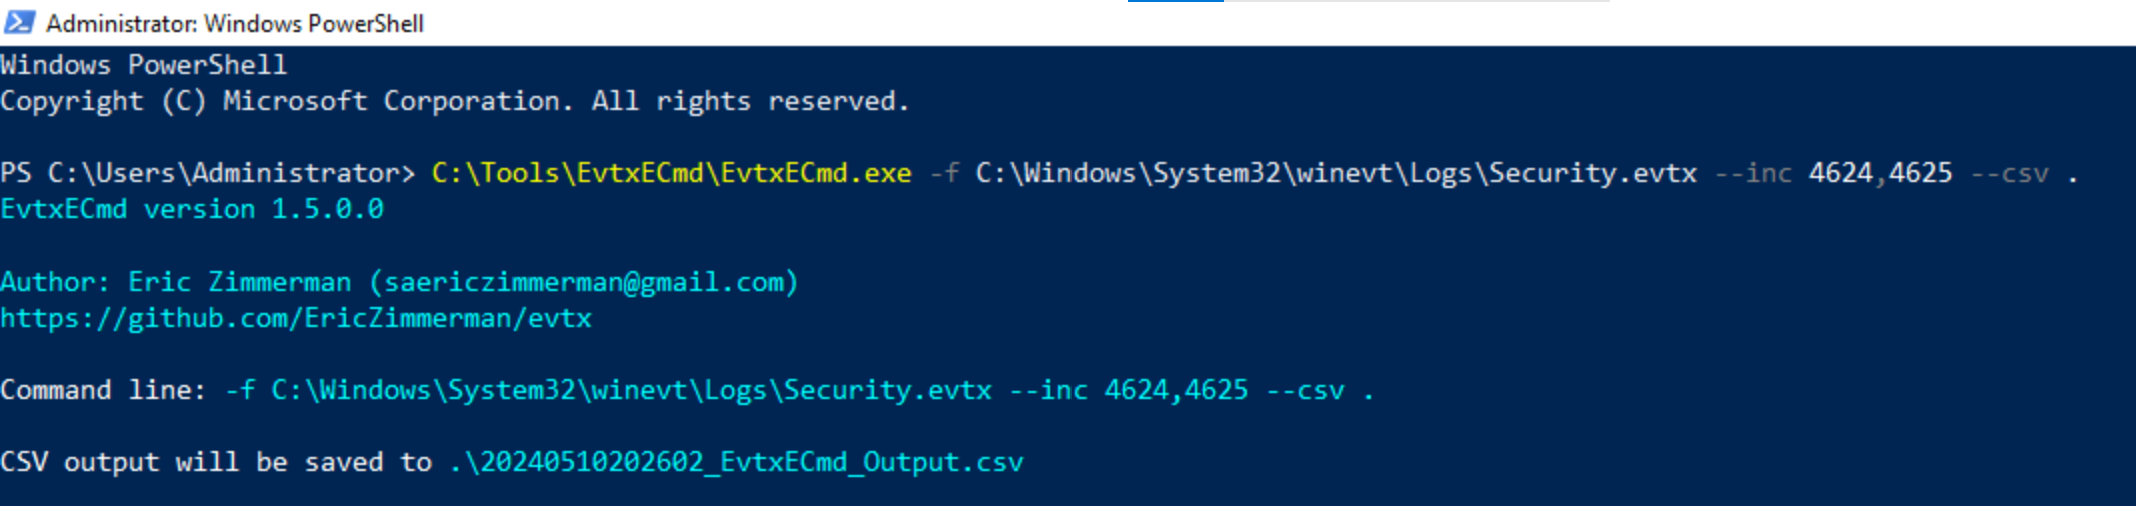 Administrator: Windows PowerShell
Windows PowerShell
Copyright (C) Microsoft Corporation. All rights reserved.
PS C:\Users\Administrator> C:\Tools\EvtxECmd\EvtxECmd.exe -f C:\Windows\System32\winevt\Logs\Security.evtx --inc 4624,4625 --csv .
EvtxECmd version 1.5.0.0
Author: Eric Zimmerman (saericzimmerman@gmail.com)
https://github.com/EricZimmerman/evtx
Command line: -f C:\Windows\System32\winevt\Logs\Security.evtx --inc 4624,4625 --csv .
CSV output will be saved to .\20240510202602_EvtxECmd_Output.csv